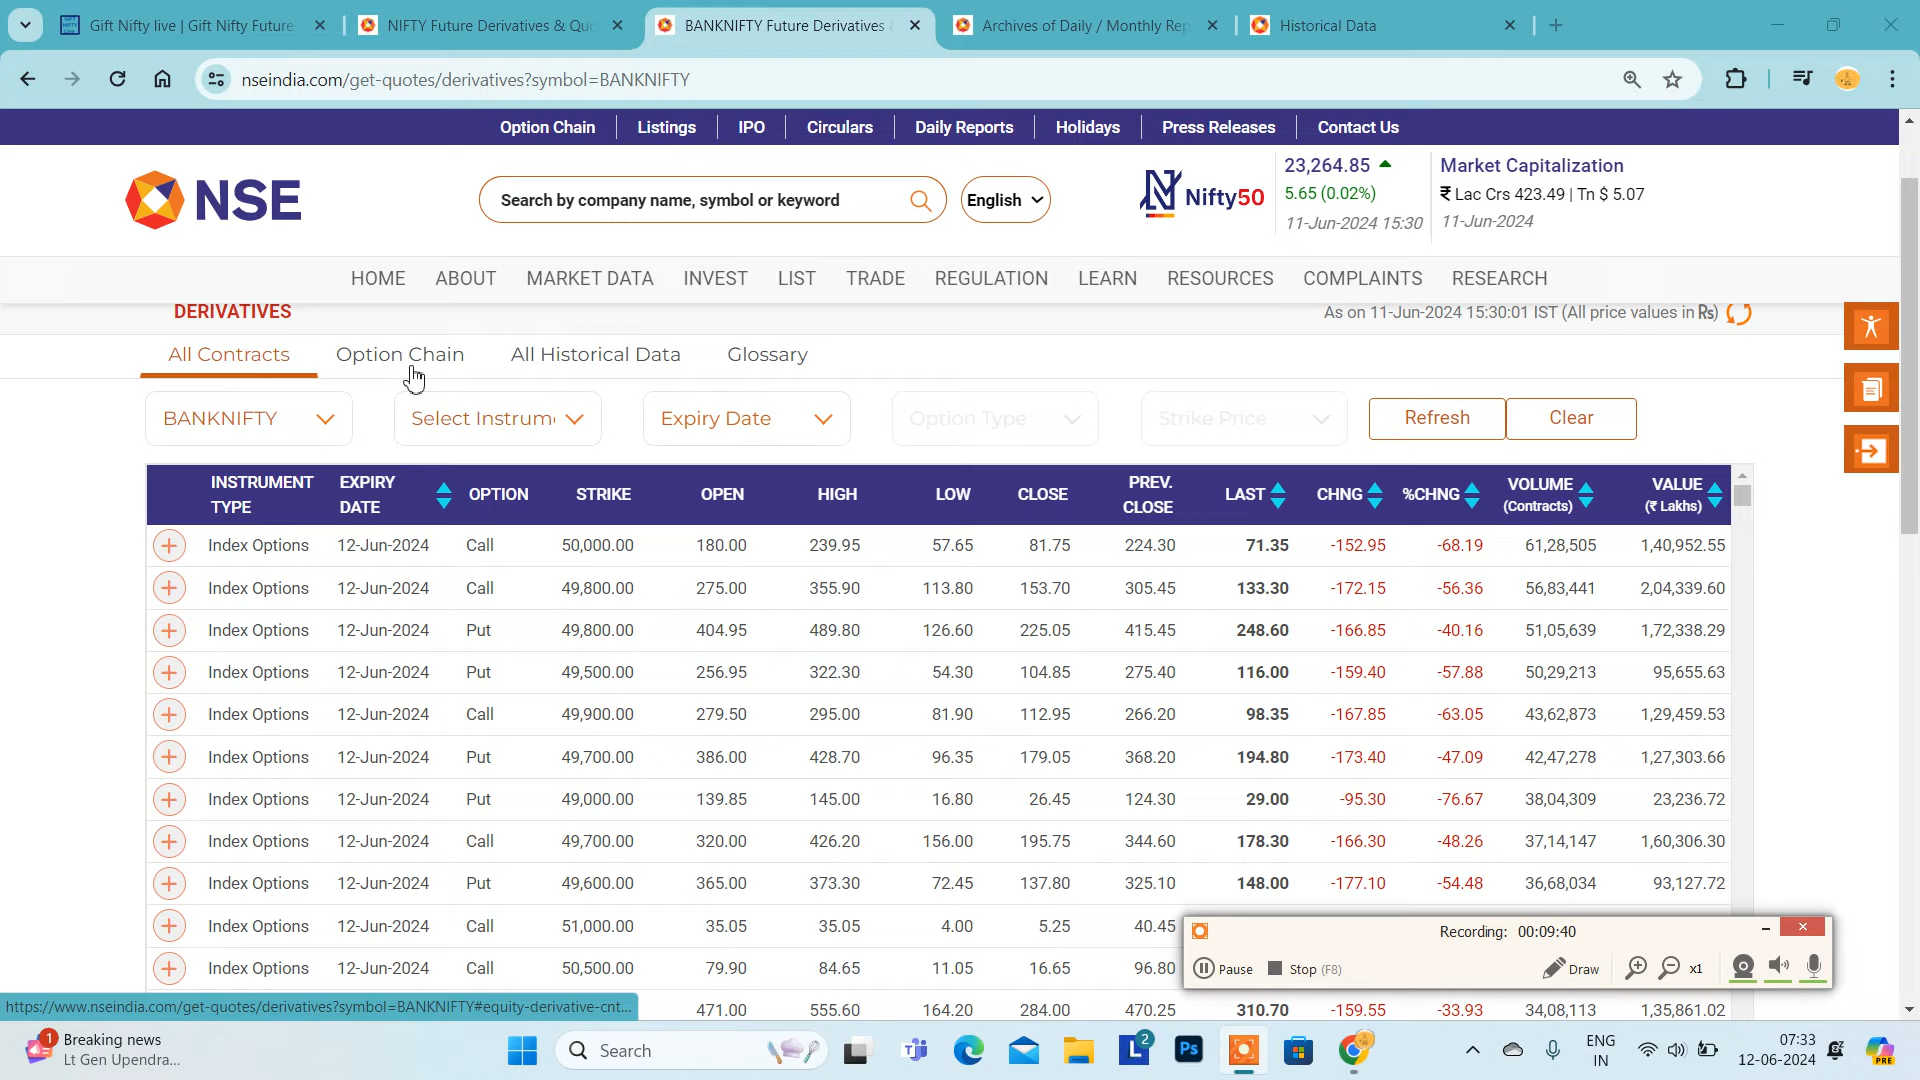 Gift Nifty live | Gift Nifty Future
NIFTY Future Derivatives & Quo
BANKNIFTY Future Derivatives &
Archives of Daily / Monthly Rep
Historical Data
nseindia.com/get-quotes/derivatives?symbol=BANKNIFTY
Option Chain | Listings | IPO | Circulars | Daily Reports | Holidays | Press Releases | Contact Us
NSE
Search by company name, symbol or keyword
English
Nifty50
23,264.85
5.65 (0.02%)
11-Jun-2024 15:30
Market Capitalization
₹ Lac Crs 423.49 | Tn $ 5.07
11-Jun-2024
HOME ABOUT MARKET DATA INVEST LIST TRADE REGULATION LEARN RESOURCES COMPLAINTS RESEARCH
DERIVATIVES
As on 11-Jun-2024 15:30:01 IST (All price values in Rs)
All Contracts Option Chain All Historical Data Glossary
BANKNIFTY Select Instrum Expiry Date Option Type Strike Price Refresh Clear
INSTRUMENT TYPE EXPIRY DATE OPTION STRIKE OPEN HIGH LOW CLOSE PREV. CLOSE LAST CHNG %CHNG VOLUME (Contracts) VALUE (₹ Lakhs)
Index Options 12-Jun-2024 Call 50,000.00 180.00 239.95 57.65 81.75 224.30 71.35 -152.95 -68.19 61,28,505 1,40,952.55
Index Options 12-Jun-2024 Call 49,800.00 275.00 355.90 113.80 153.70 305.45 133.30 -172.15 -56.36 56,83,441 2,04,339.60
Index Options 12-Jun-2024 Put 49,800.00 404.95 489.80 126.60 225.05 415.45 248.60 -166.85 -40.16 51,05,639 1,72,338.29
Index Options 12-Jun-2024 Put 49,500.00 256.95 322.30 54.30 104.85 275.40 116.00 -159.40 -57.88 50,29,213 95,655.63
Index Options 12-Jun-2024 Call 49,900.00 279.50 295.00 81.90 112.95 266.20 98.35 -167.85 -63.05 43,62,873 1,29,459.53
Index Options 12-Jun-2024 Put 49,700.00 386.00 428.70 96.35 179.05 368.20 194.80 -173.40 -47.09 42,47,278 1,27,303.66
Index Options 12-Jun-2024 Put 49,000.00 139.85 145.00 16.80 26.45 124.30 29.00 -95.30 -76.67 38,04,309 23,236.72
Index Options 12-Jun-2024 Call 49,700.00 320.00 426.20 156.00 195.75 344.60 178.30 -166.30 -48.26 37,14,147 1,60,306.30
Index Options 12-Jun-2024 Put 49,600.00 365.00 373.30 72.45 137.80 325.10 148.00 -177.10 -54.48 36,68,034 93,127.72
Index Options 12-Jun-2024 Call 51,000.00 35.05 35.05 4.00 5.25 40.45
Index Options 12-Jun-2024 Call 50,500.00 79.90 84.65 11.05 16.65 96.80
471.00 555.60 164.20 284.00 470.25 310.70 -159.55 -33.93 34,08,113 1,35,861.02
Recording: 00:09:40
Pause Stop (F8) Draw x1
https://www.nseindia.com/get-quotes/derivatives?symbol=BANKNIFTY#equity-derivative-cnt...
1
Breaking news
Lt Gen Upendra...
Search
L
2
Ps
ENG
IN
07:33
12-06-2024
PRE